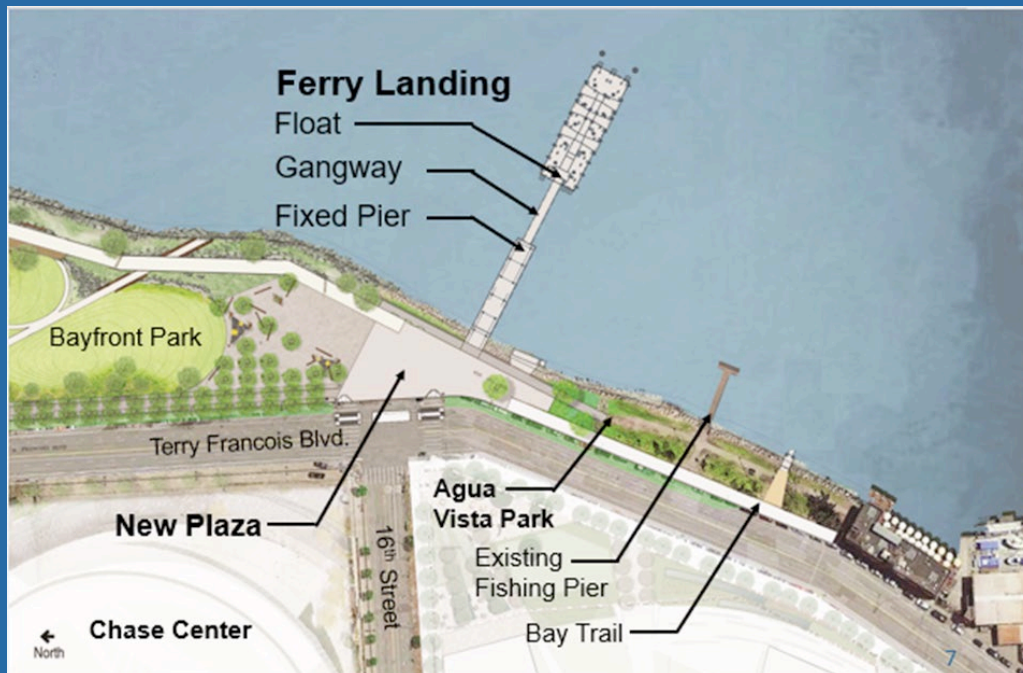 Ferry Landing
Float
Gangway
Fixed Pier
Bayfront Park
Terry Francois Blvd.
New Plaza
16th Street
Agua
Vista Park
Existing
Fishing Pier
Bay Trail
Chase Center
North
7